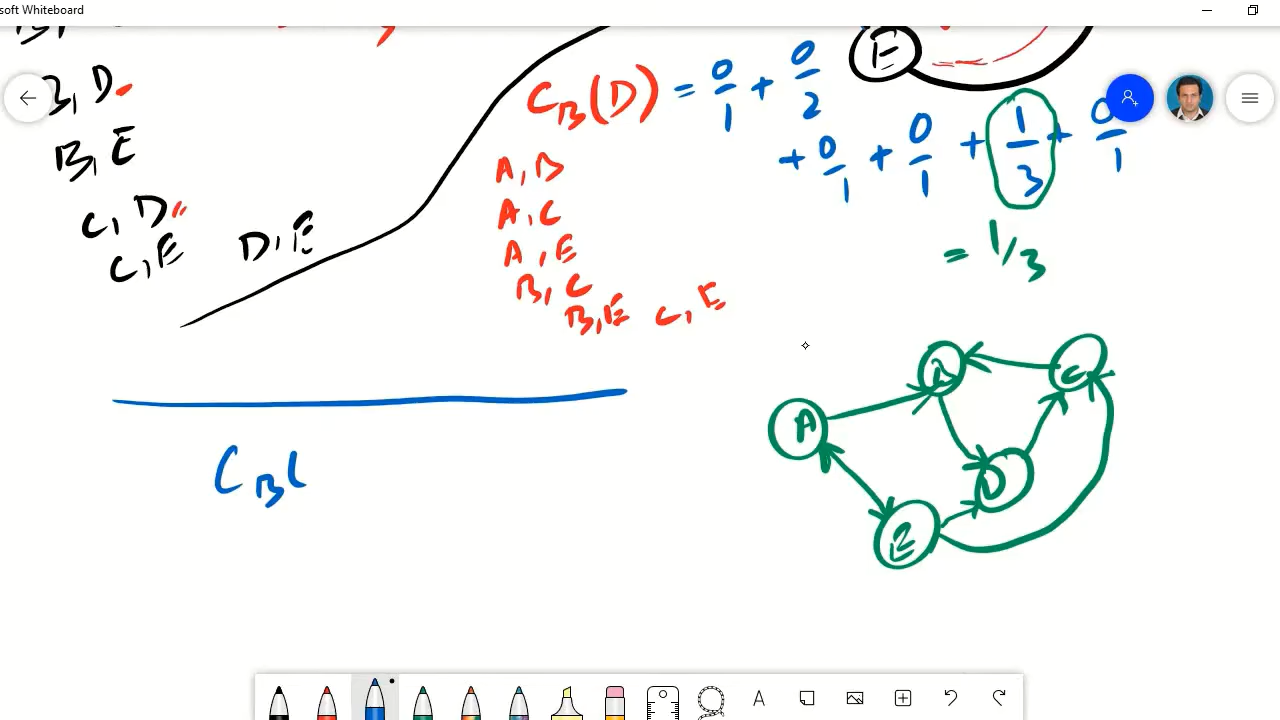 soft Whiteboard
B, D
B, E
C, D
C, E
D, E
C_B(D) = 0/1 + 0/2
+ 0/1 + 0/1 + 1/3 + 0/1
= 1/3
A, B
A, C
A, E
B, C
B, E C, E
E
B C
A
D
E
C_B(
A